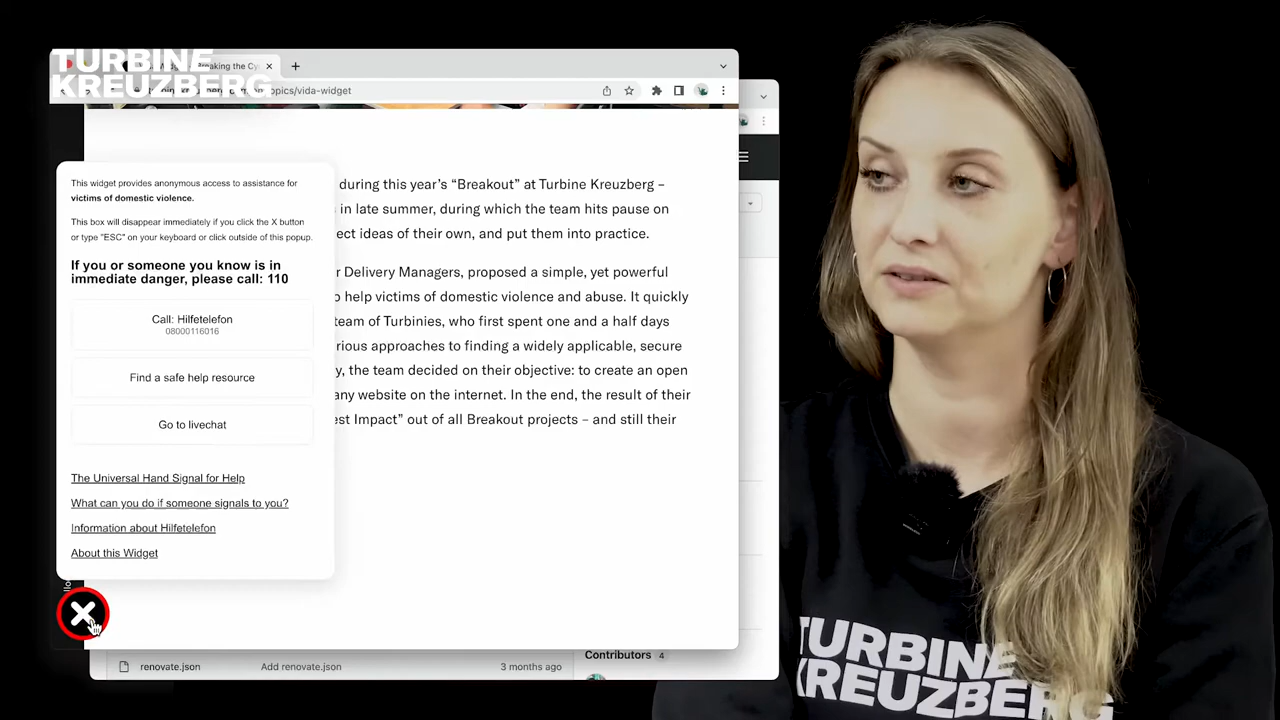 TURBINE
KREUZBERG
Breaking the Cy
topics/vida-widget
This widget provides anonymous access to assistance for
victims of domestic violence.
This box will disappear immediately if you click the X button
or type "ESC" on your keyboard or click outside of this popup.
If you or someone you know is in
immediate danger, please call: 110
Call: Hilfetelefon
08000116016
Find a safe help resource
Go to livechat
The Universal Hand Signal for Help
What can you do if someone signals to you?
Information about Hilfetelefon
About this Widget
during this year's “Breakout” at Turbine Kreuzberg –
in late summer, during which the team hits pause on
ect ideas of their own, and put them into practice.
r Delivery Managers, proposed a simple, yet powerful
o help victims of domestic violence and abuse. It quickly
team of Turbinies, who first spent one and a half days
rious approaches to finding a widely applicable, secure
y, the team decided on their objective: to create an open
any website on the internet. In the end, the result of their
est Impact” out of all Breakout projects – and still their
renovate.json Add renovate.json 3 months ago
Contributors 4
TURBINE
KREUZBERG